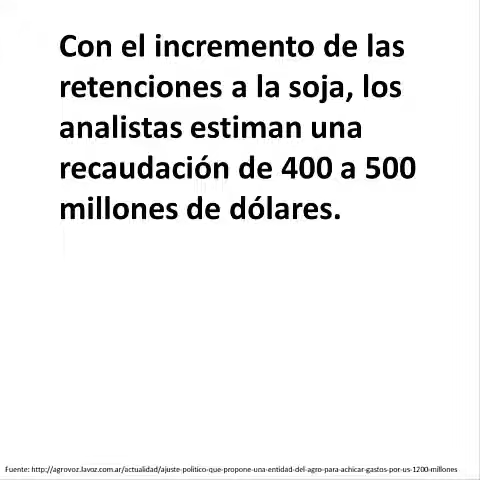 Con el incremento de las
retenciones a la soja, los
analistas estiman una
recaudación de 400 a 500
millones de dólares.
Fuente: http://agrovoz.lavoz.com.ar/actualidad/ajuste-politico-que-propone-una-entidad-del-agro-para-achicar-gastos-por-us-1200-millones